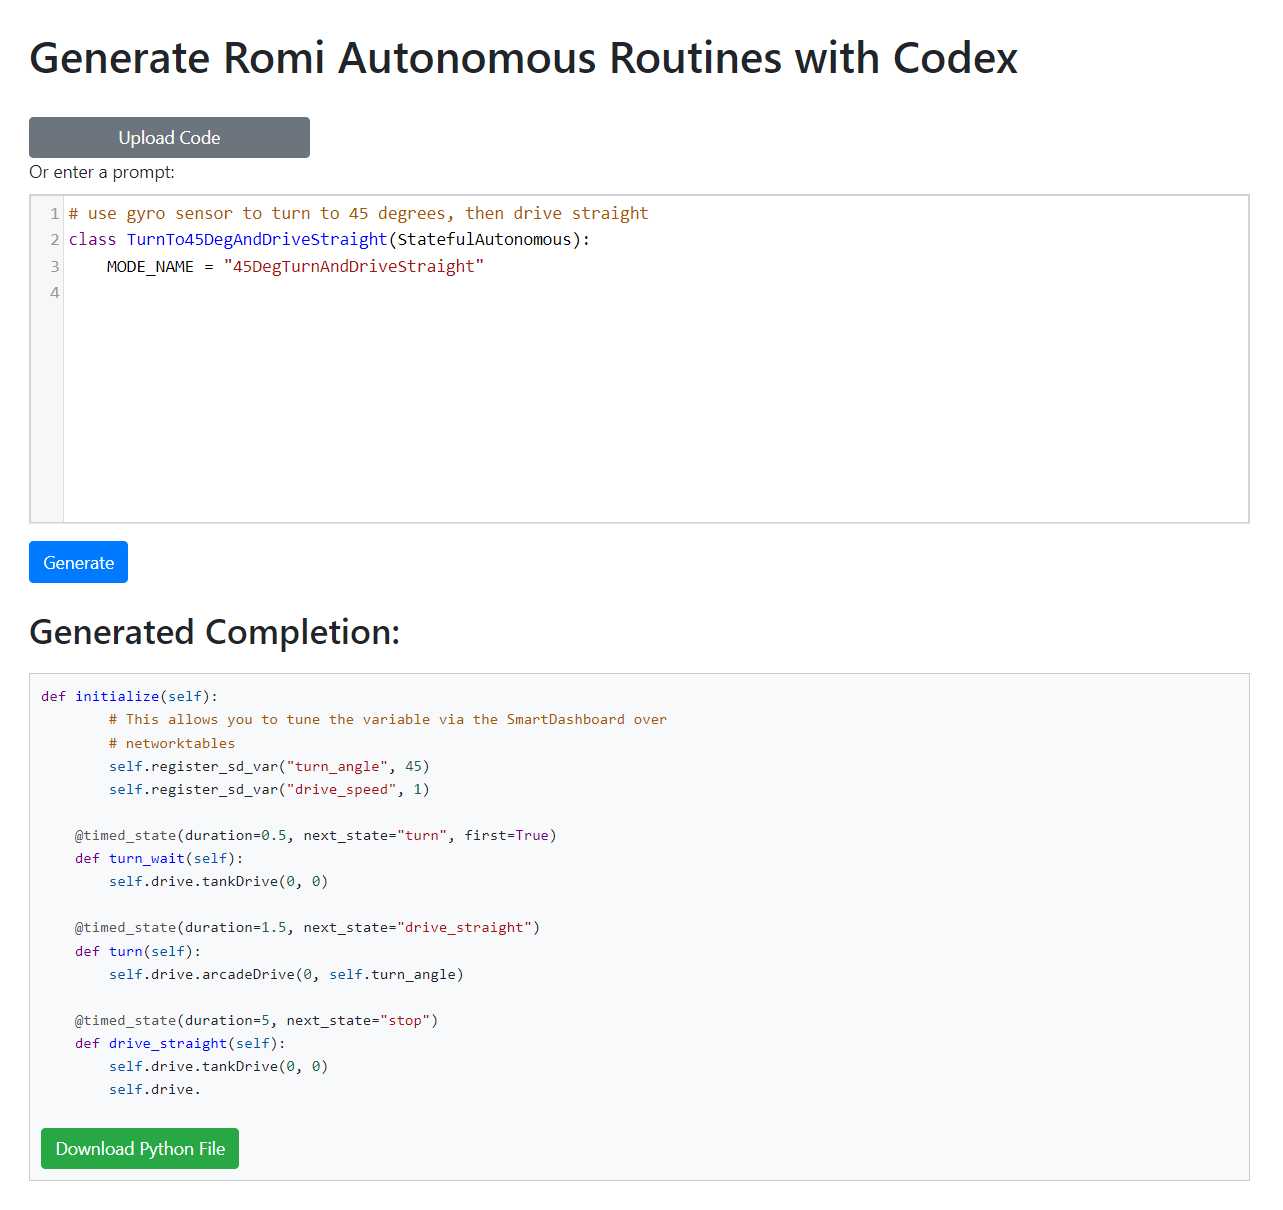 Generate Romi Autonomous Routines with Codex
Upload Code
Or enter a prompt:
1 # use gyro sensor to turn to 45 degrees, then drive straight
2 class TurnTo45DegAndDriveStraight(StatefulAutonomous):
3     MODE_NAME = "45DegTurnAndDriveStraight"
4
Generate
Generated Completion:
def initialize(self):
        # This allows you to tune the variable via the SmartDashboard over
        # networktables
        self.register_sd_var("turn_angle", 45)
        self.register_sd_var("drive_speed", 1)
    @timed_state(duration=0.5, next_state="turn", first=True)
    def turn_wait(self):
        self.drive.tankDrive(0, 0)
    @timed_state(duration=1.5, next_state="drive_straight")
    def turn(self):
        self.drive.arcadeDrive(0, self.turn_angle)
    @timed_state(duration=5, next_state="stop")
    def drive_straight(self):
        self.drive.tankDrive(0, 0)
        self.drive.
Download Python File